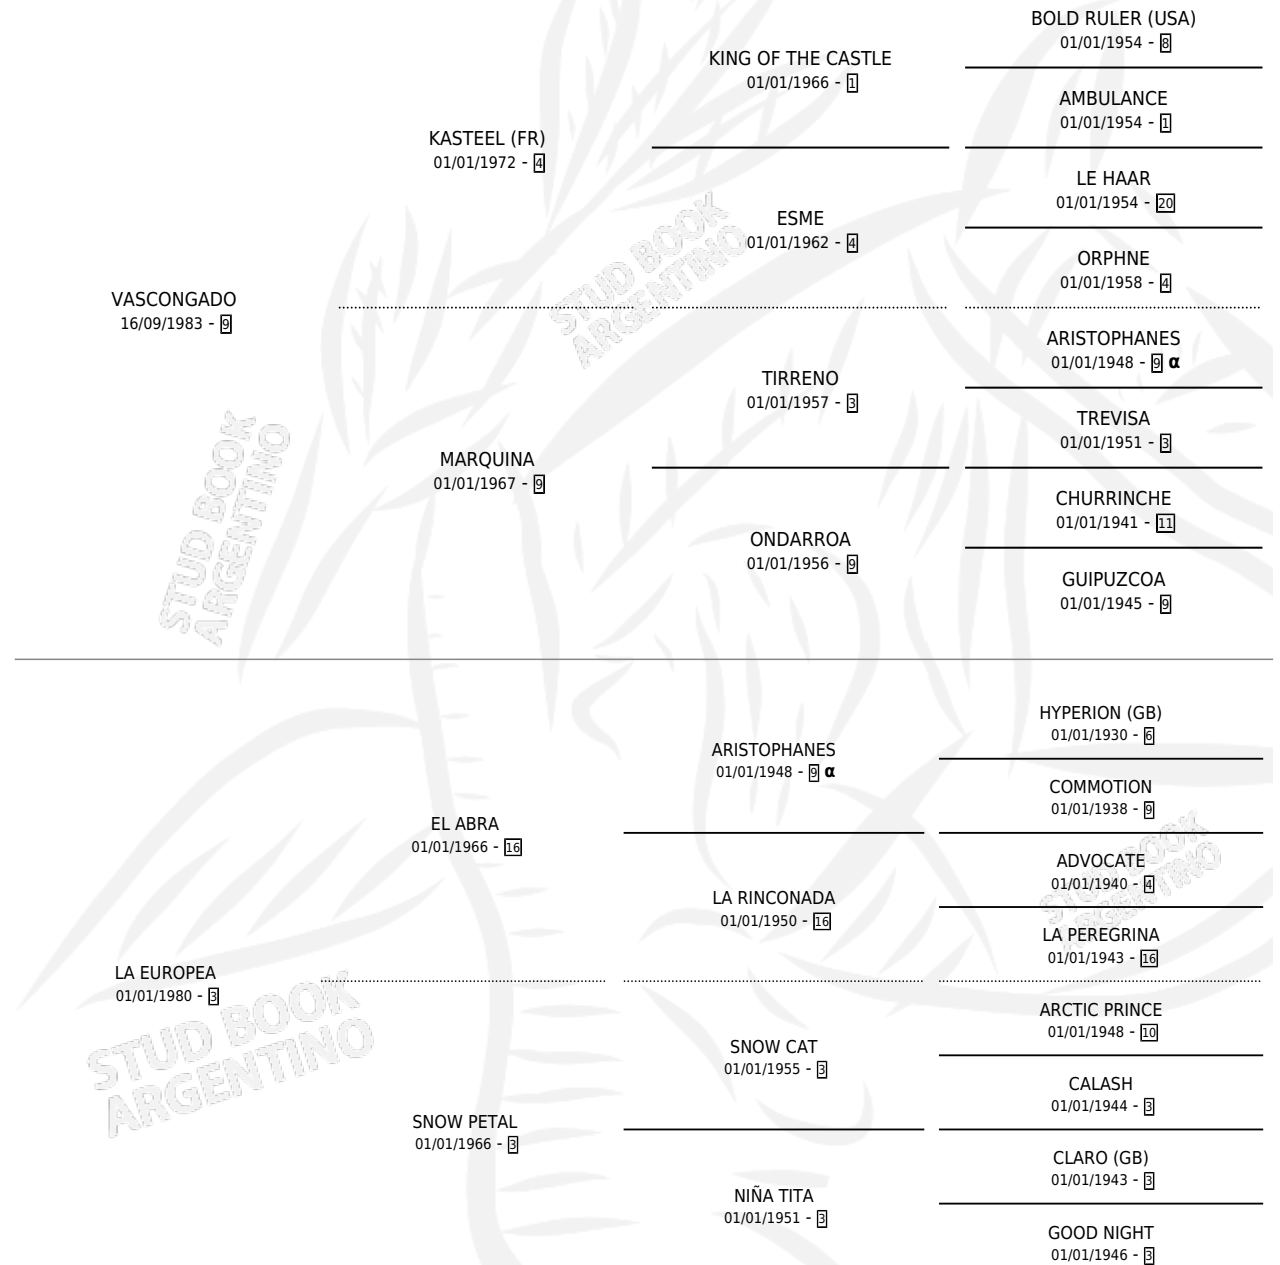 BOLD RULER (USA)
01/01/1954 - 8
KING OF THE CASTLE
01/01/1966 - 1
AMBULANCE
01/01/1954 - 1
KASTEEL (FR)
01/01/1972 - 4
LE HAAR
01/01/1954 - 20
ESME
01/01/1962 - 4
ORPHNE
01/01/1958 - 4
STUD BOOK
ARGENTINO
VASCONGADO
16/09/1983 - 9
ARISTOPHANES
01/01/1948 - 9 α
TIRRENO
01/01/1957 - 3
TREVISA
01/01/1951 - 3
MARQUINA
01/01/1967 - 9
CHURRINCHE
01/01/1941 - 11
ONDARROA
01/01/1956 - 9
GUIPUZCOA
01/01/1945 - 9
STUD BOOK
ARGENTINO
HYPERION (GB)
01/01/1930 - 6
ARISTOPHANES
01/01/1948 - 9 α
COMMOTION
01/01/1938 - 9
EL ABRA
01/01/1966 - 16
ADVOCATE
01/01/1940 - 4
LA RINCONADA
01/01/1950 - 16
LA PEREGRINA
01/01/1943 - 16
STUD BOOK
ARGENTINO
LA EUROPEA
01/01/1980 - 3
ARCTIC PRINCE
01/01/1948 - 10
SNOW CAT
01/01/1955 - 3
CALASH
01/01/1944 - 3
STUD BOOK
ARGENTINO
SNOW PETAL
01/01/1966 - 3
CLARO (GB)
01/01/1943 - 3
NIÑA TITA
01/01/1951 - 3
GOOD NIGHT
01/01/1946 - 3